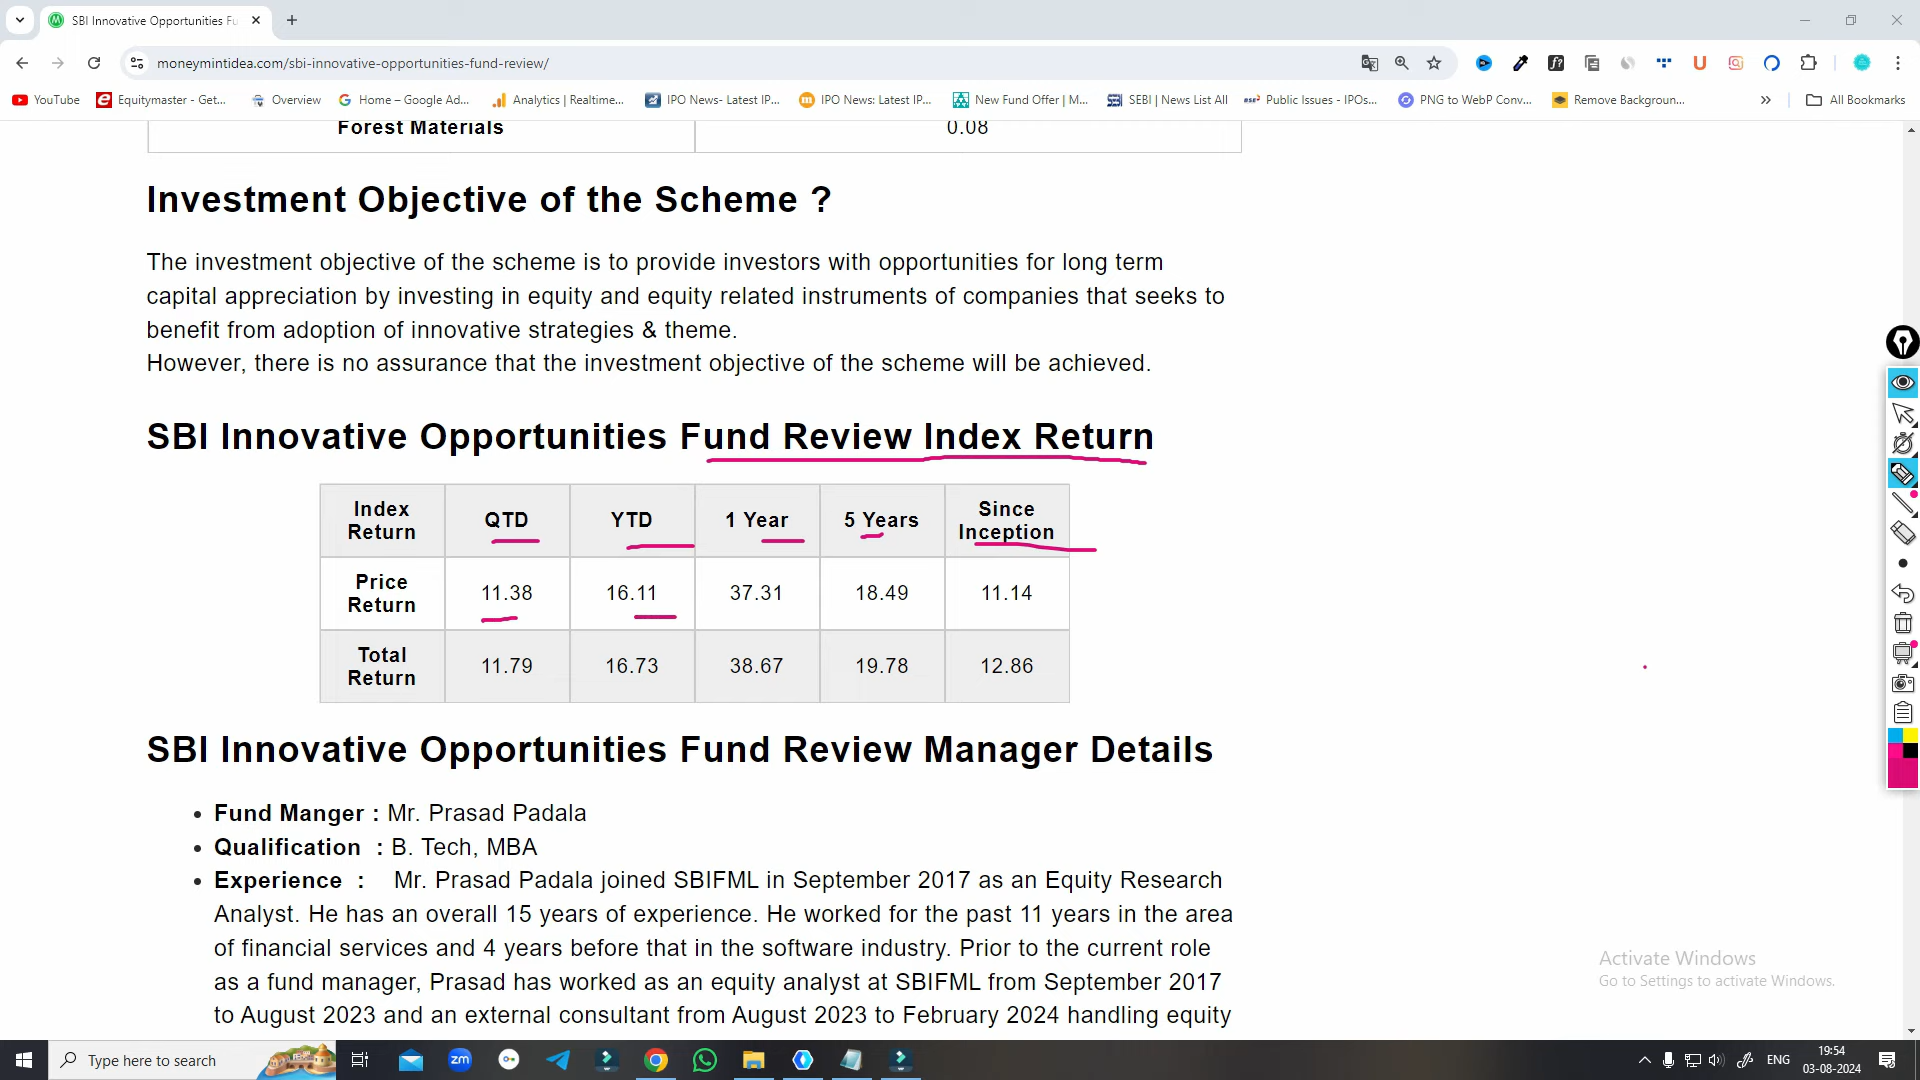 SBI Innovative Opportunities Fu
moneymintidea.com/sbi-innovative-opportunities-fund-review/
YouTube
Equitymaster - Get...
Overview
Home – Google Ad...
Analytics | Realtime...
IPO News- Latest IP...
IPO News: Latest IP...
New Fund Offer | M...
SEBI | News List All
Public Issues - IPOs...
PNG to WebP Conv...
Remove Backgroun...
All Bookmarks
Forest Materials 0.08
Investment Objective of the Scheme ?
The investment objective of the scheme is to provide investors with opportunities for long term
capital appreciation by investing in equity and equity related instruments of companies that seeks to
benefit from adoption of innovative strategies & theme.
However, there is no assurance that the investment objective of the scheme will be achieved.
SBI Innovative Opportunities Fund Review Index Return
Index Return QTD YTD 1 Year 5 Years Since Inception
Price Return 11.38 16.11 37.31 18.49 11.14
Total Return 11.79 16.73 38.67 19.78 12.86
SBI Innovative Opportunities Fund Review Manager Details
Fund Manger : Mr. Prasad Padala
Qualification : B. Tech, MBA
Experience : Mr. Prasad Padala joined SBIFML in September 2017 as an Equity Research
Analyst. He has an overall 15 years of experience. He worked for the past 11 years in the area
of financial services and 4 years before that in the software industry. Prior to the current role
as a fund manager, Prasad has worked as an equity analyst at SBIFML from September 2017
to August 2023 and an external consultant from August 2023 to February 2024 handling equity
Activate Windows
Go to Settings to activate Windows.
Type here to search
zm
ENG
19:54
03-08-2024